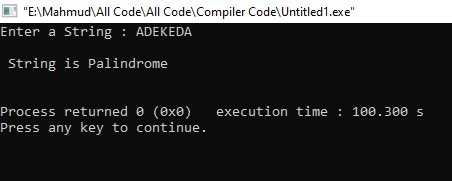 "E:\Mahmud\All Code\All Code\Compiler Code\Untitled1.exe"
Enter a String : ADEKEDA
String is Palindrome
Process returned 0 (0x0)   execution time : 100.300 s
Press any key to continue.